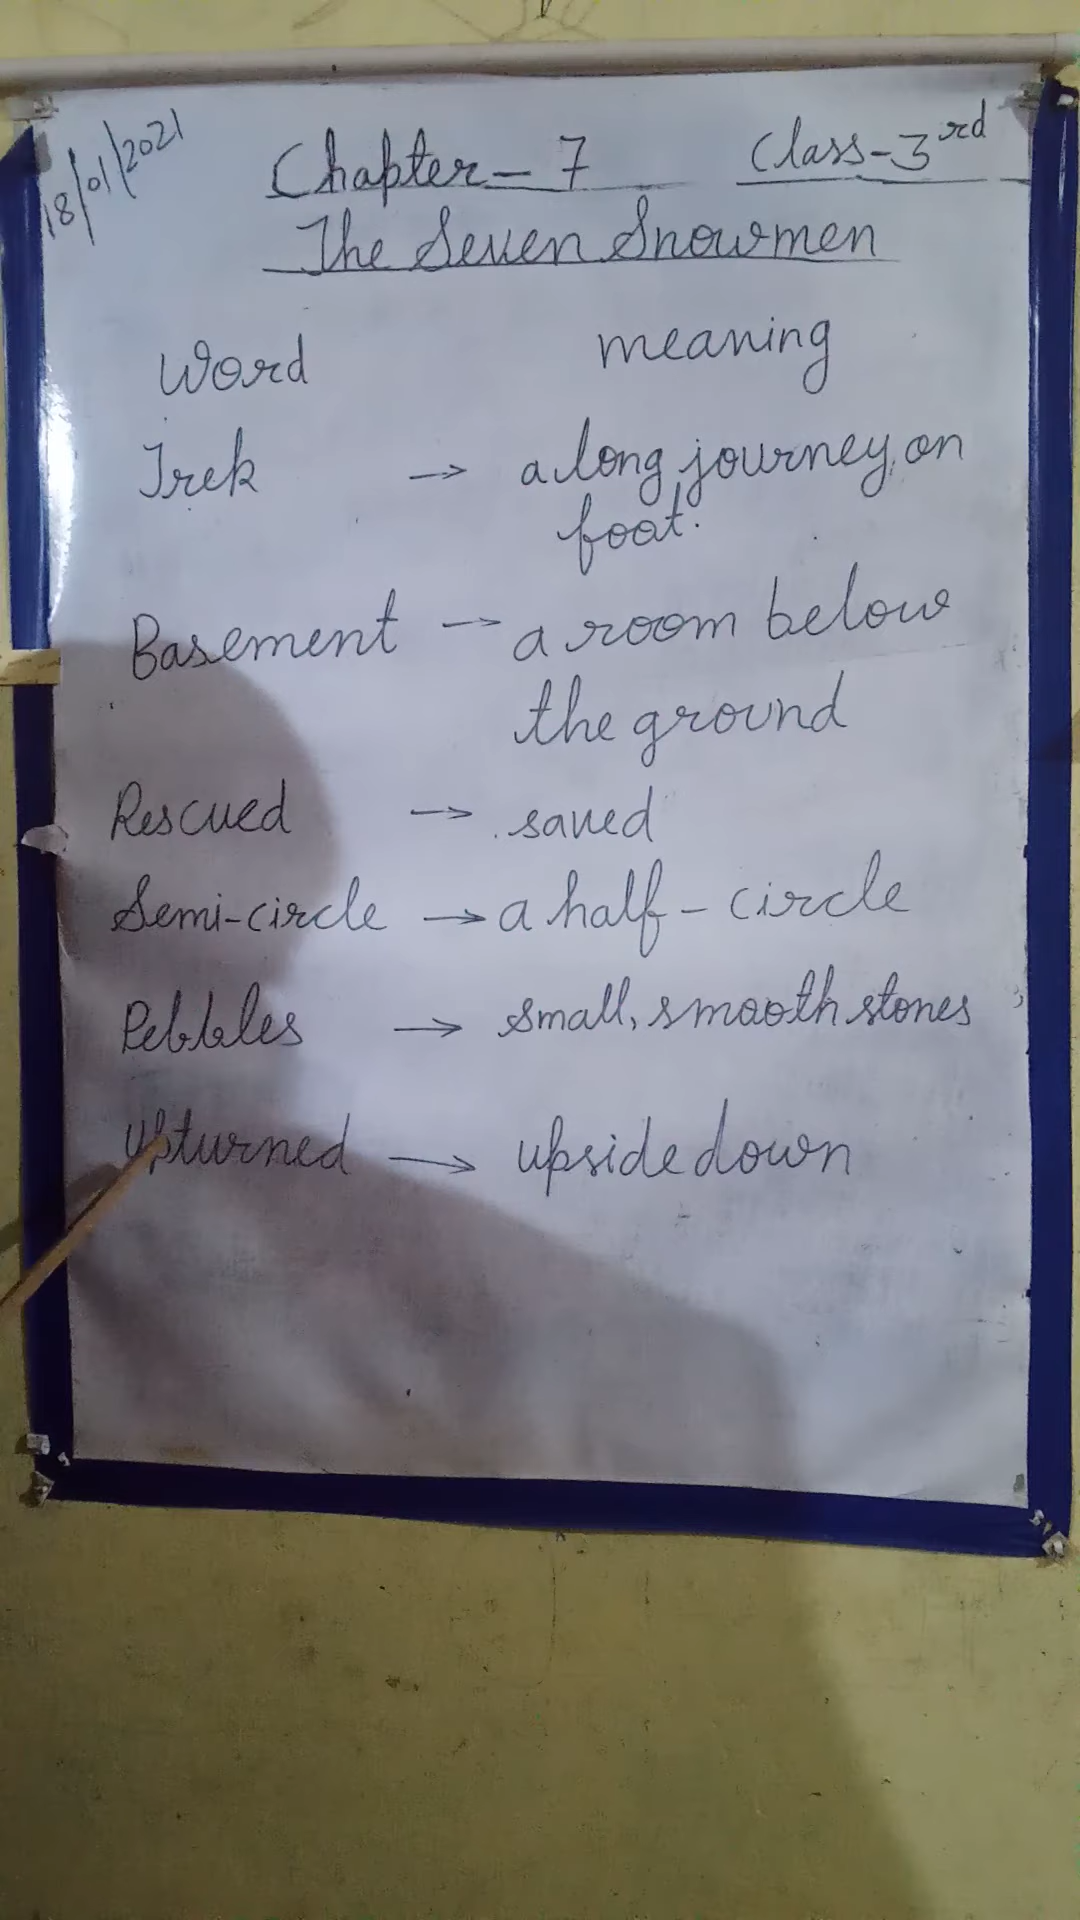 18/01/2021
Chapter - 7 Class - 3rd
The Seven Snowmen
Word meaning
Trek → a long journey on
foot.
Basement → a room below
the ground
Rescued → saved
Semi-circle → a half-circle
Pebbles → small, smooth stones
Upturned → upside down